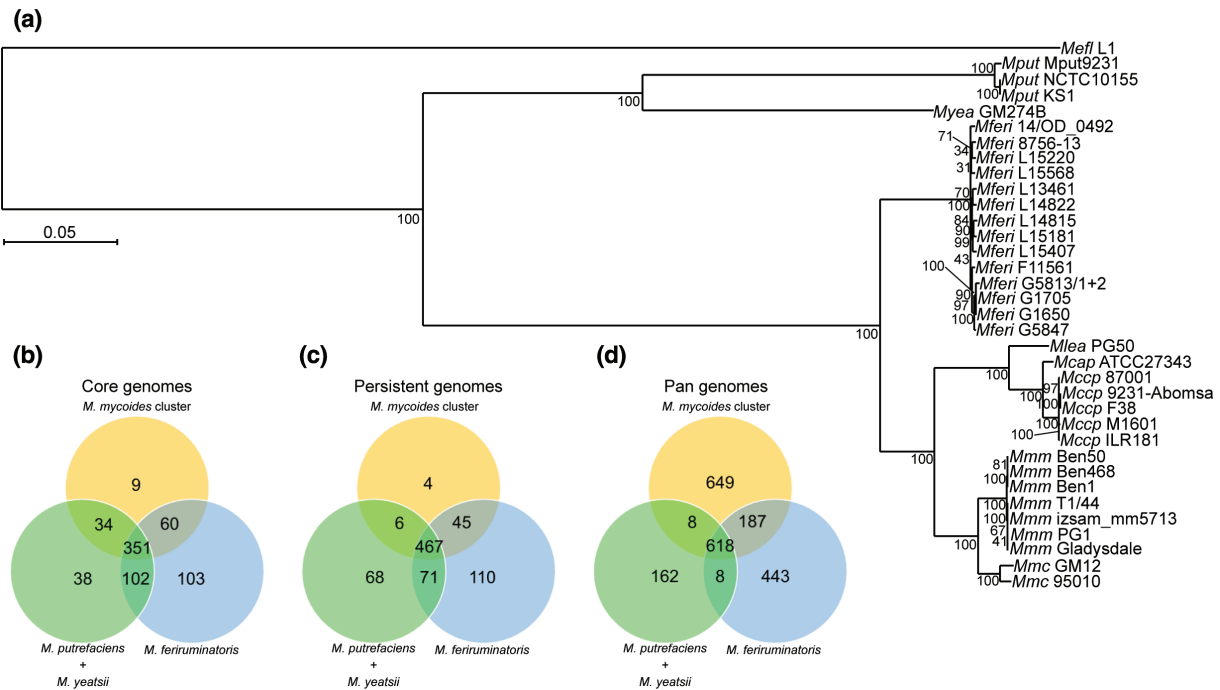 (a)
Mefl L1
100
Mput Mput9231
Mput NCTC10155
100
Mput KS1
100
Myea GM274B
Mferi 14/OD_0492
71
Mferi 8756-13
34
Mferi L15220
31
Mferi L15568
70
Mferi L13461
100
Mferi L14822
84
Mferi L14815
90
Mferi L15181
99
Mferi L15407
43
100
Mferi F11561
Mferi G5813/1+2
90
Mferi G1705
97
Mferi G1650
100
Mferi G5847
100
0.05
100
Mlea PG50
100
Mcap ATCC27343
Mccp 87001
97
Mccp 9231-Abomsa
100
100
Mccp F38
100
Mccp M1601
100
Mccp ILR181
100
Mmm Ben50
81
Mmm Ben468
100
Mmm Ben1
Mmm T1/44
100
Mmm izsam_mm5713
100
Mmm PG1
67
41
Mmm Gladysdale
100
Mmc GM12
100
Mmc 95010
(b)
Core genomes
M. mycoides cluster
9
34
60
351
38
102
103
M. putrefaciens
+
M. yeatsii
M. feriruminatoris
(c)
Persistent genomes
M. mycoides cluster
4
6
45
467
68
71
110
M. putrefaciens
+
M. yeatsii
M. feriruminatoris
(d)
Pan genomes
M. mycoides cluster
649
8
187
618
162
8
443
M. putrefaciens
+
M. yeatsii
M. feriruminatoris